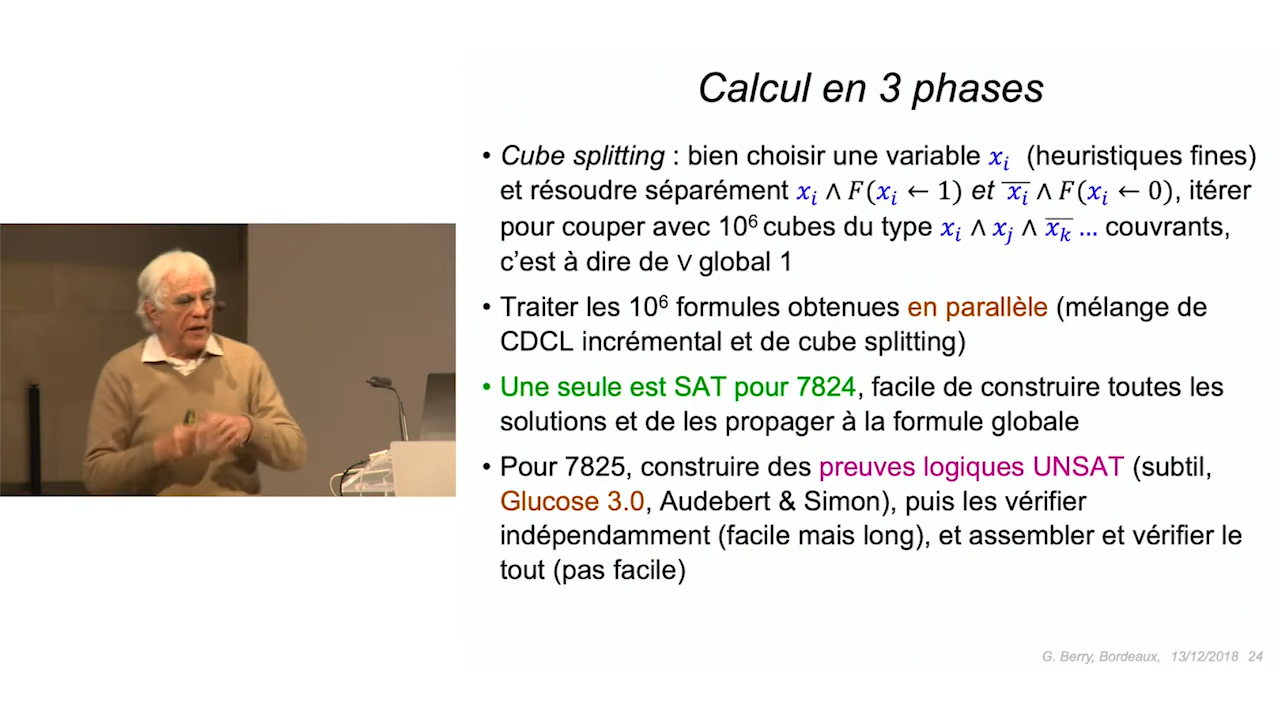 Calcul en 3 phases
• Cube splitting : bien choisir une variable xᵢ (heuristiques fines)
et résoudre séparément xᵢ ∧ F(xᵢ ← 1) et x̅ᵢ ∧ F(xᵢ ← 0), itérer
pour couper avec 10⁶ cubes du type xᵢ ∧ xⱼ ∧ x̅ₖ ... couvrants,
c’est à dire de ∨ global 1
• Traiter les 10⁶ formules obtenues en parallèle (mélange de
CDCL incrémental et de cube splitting)
• Une seule est SAT pour 7824, facile de construire toutes les
solutions et de les propager à la formule globale
• Pour 7825, construire des preuves logiques UNSAT (subtil,
Glucose 3.0, Audebert & Simon), puis les vérifier
indépendamment (facile mais long), et assembler et vérifier le
tout (pas facile)
G. Berry, Bordeaux, 13/12/2018 24